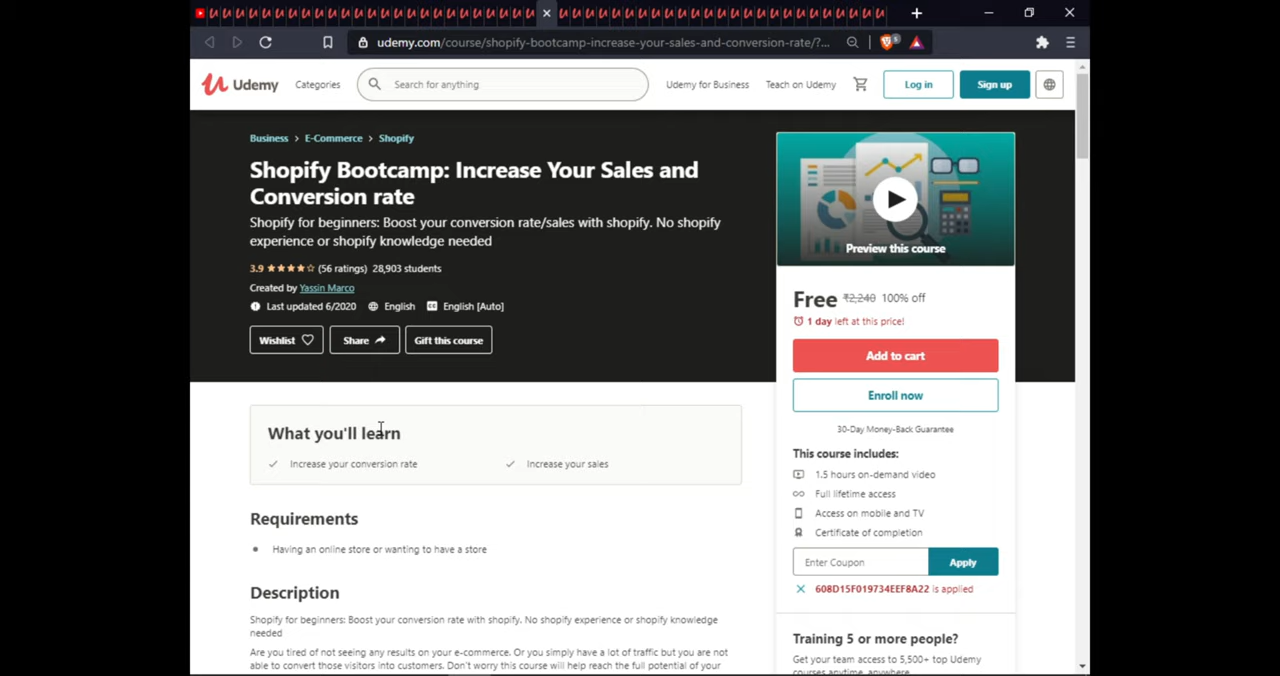 udemy.com/course/shopify-bootcamp-increase-your-sales-and-conversion-rate/?...
Udemy
Categories
Search for anything
Udemy for Business
Teach on Udemy
Log in
Sign up
Business > E-Commerce > Shopify
Shopify Bootcamp: Increase Your Sales and
Conversion rate
Shopify for beginners: Boost your conversion rate/sales with shopify. No shopify
experience or shopify knowledge needed
3.9 (56 ratings) 28,903 students
Created by Yassin Marco
Last updated 6/2020 English English [Auto]
Wishlist
Share
Gift this course
Preview this course
Free ₹2,240 100% off
1 day left at this price!
Add to cart
Enroll now
30-Day Money-Back Guarantee
This course includes:
1.5 hours on-demand video
Full lifetime access
Access on mobile and TV
Certificate of completion
Enter Coupon
Apply
608D15F019734EEF8A22 is applied
Training 5 or more people?
Get your team access to 5,500+ top Udemy
courses anytime, anywhere
What you'll learn
Increase your conversion rate
Increase your sales
Requirements
Having an online store or wanting to have a store
Description
Shopify for beginners: Boost your conversion rate with shopify. No shopify experience or shopify knowledge
needed
Are you tired of not seeing any results on your e-commerce. Or you simply have a lot of traffic but you are not
able to convert those visitors into customers. Don't worry this course will help reach the full potential of your